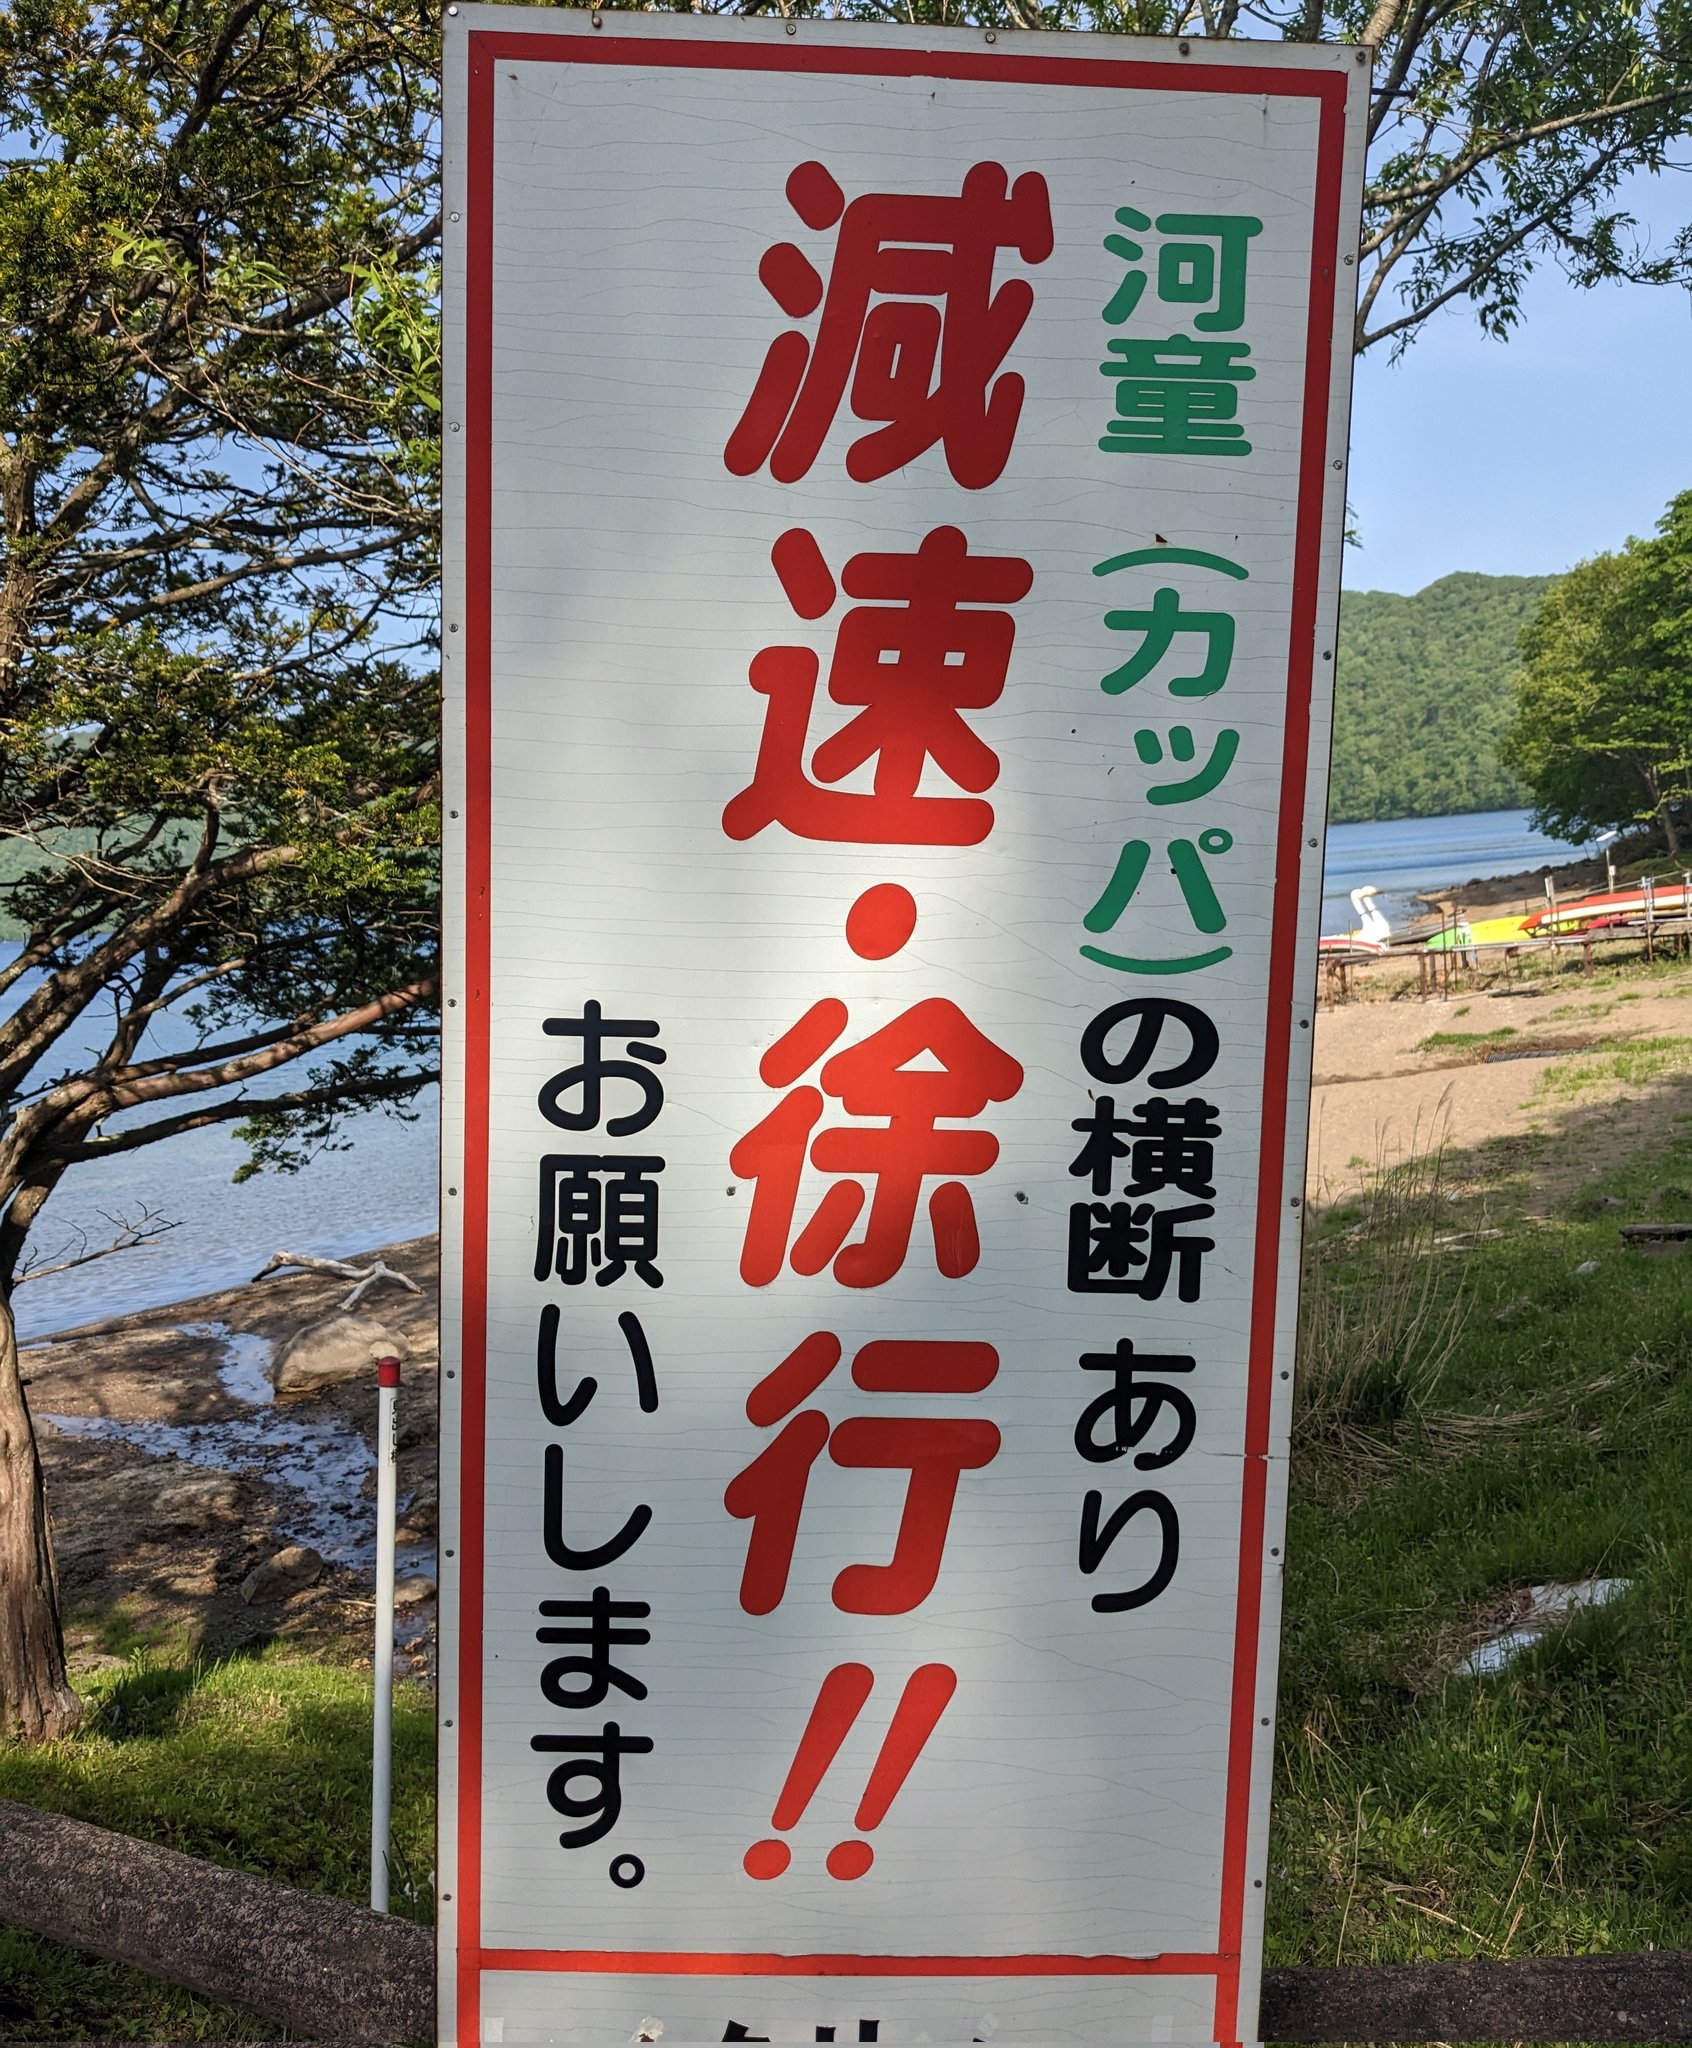 河童(カッパ)の横断あり
減速・徐行!!
お願いします。